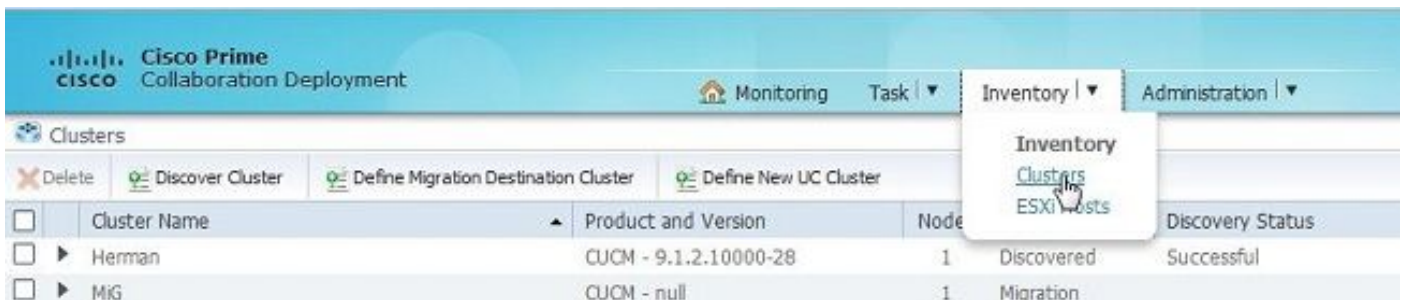 Cisco Prime
CISCO Collaboration Deployment
Monitoring Task Inventory Administration
Clusters
Inventory
Delete Discover Cluster Define Migration Destination Cluster Define New UC Cluster
Clusters
ESXi Hosts
Cluster Name Product and Version Node Discovery Status
Herman CUCM - 9.1.2.10000-28 1 Discovered Successful
MiG CUCM - null 1 Migration